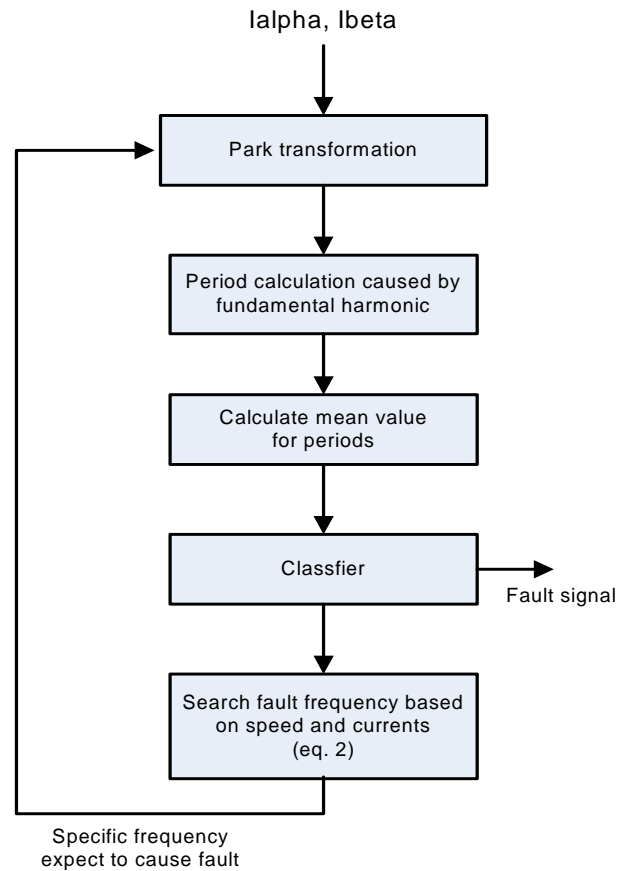 Ialpha, Ibeta
Park transformation
Period calculation caused by
fundamental harmonic
Calculate mean value
for periods
Classfier
Fault signal
Search fault frequency based
on speed and currents
(eq. 2)
Specific frequency
expect to cause fault